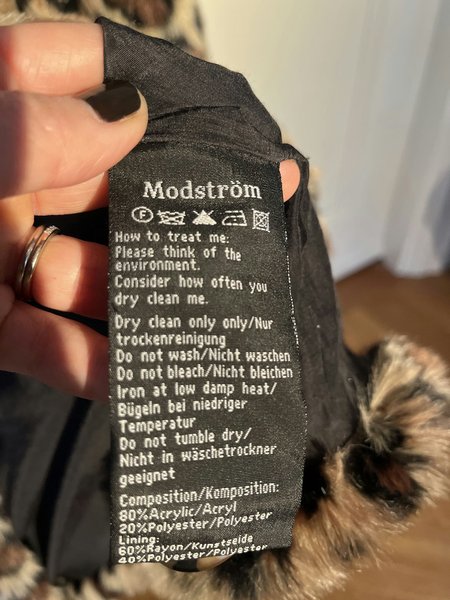 Modström
F
How to treat me:
Please think of the
environment.
Consider how often you
dry clean me.
Dry clean only only/Nur
trockenreinigung
Do not wash/Nicht waschen
Do not bleach/Nicht bleichen
Iron at low damp heat/
Bügeln bei niedriger
Temperatur
Do not tumble dry/
Nicht in wäschetrockner
geeignet
Composition/Komposition:
80%Acrylic/Acryl
20%Polyester/Polyester
Lining:
60%Rayon/Kunstseide
40%Polyester/Polyester